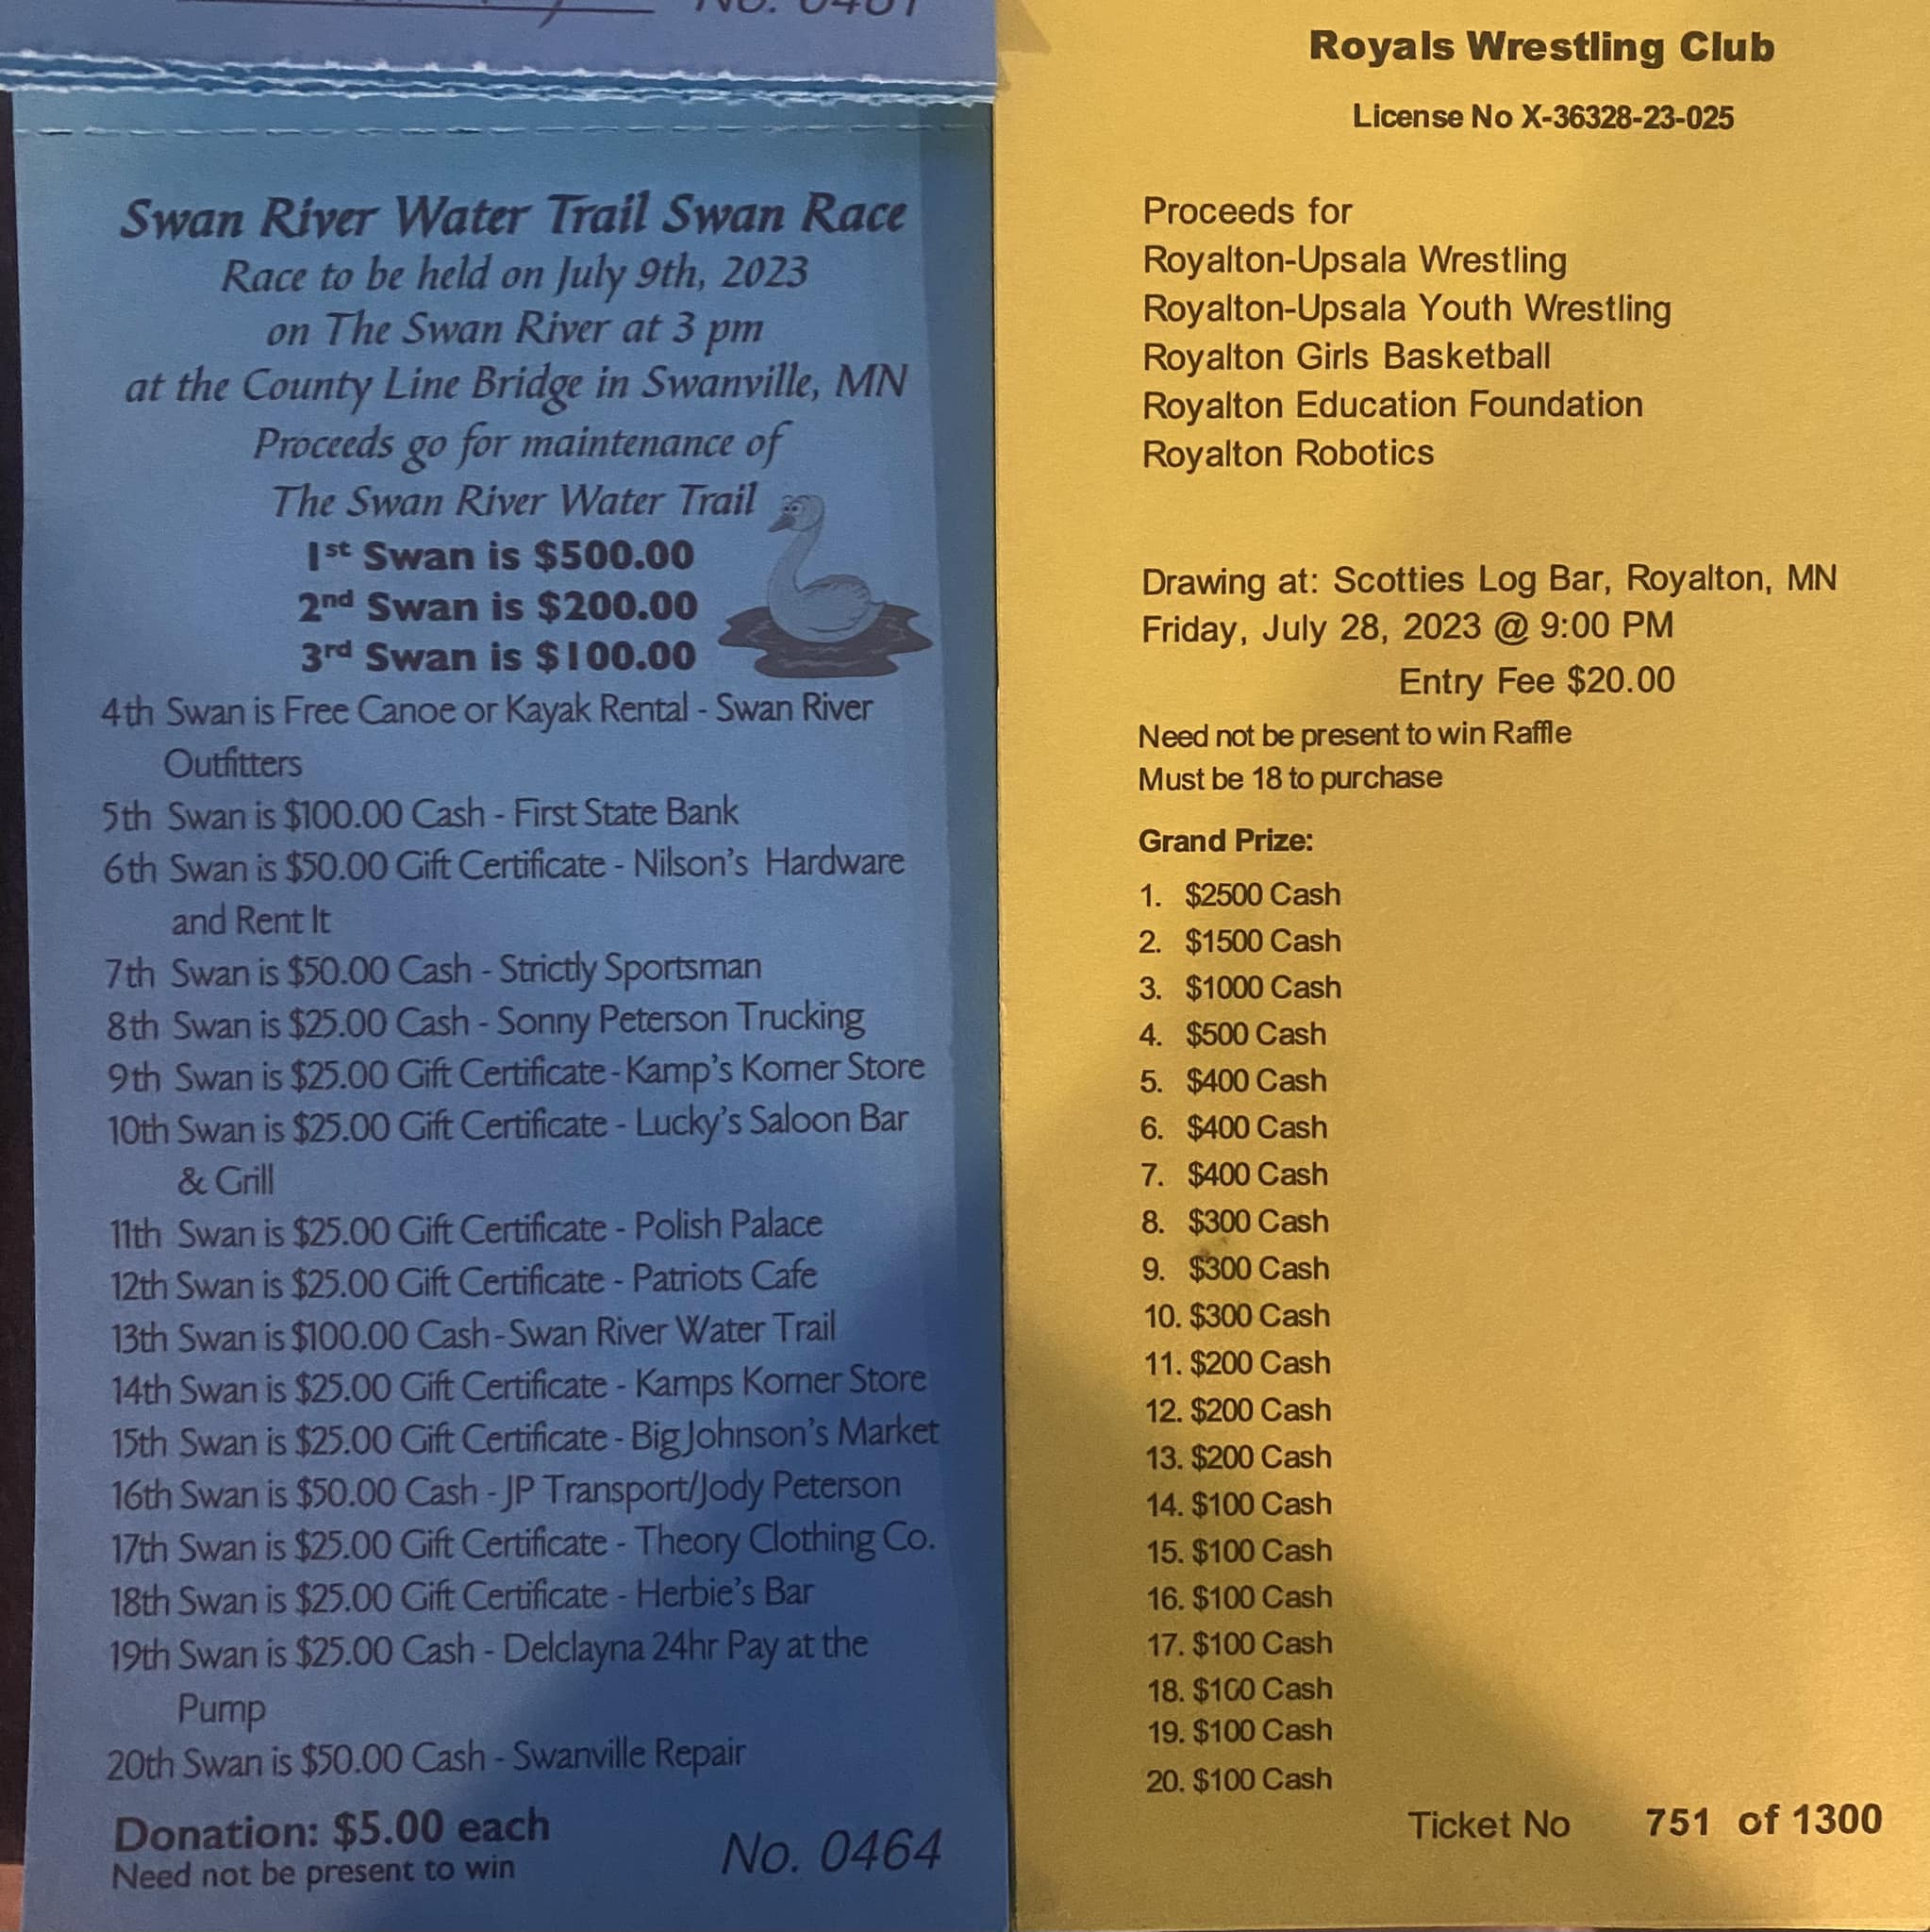 No. 0461
Swan River Water Trail Swan Race
Race to be held on July 9th, 2023
on The Swan River at 3 pm
at the County Line Bridge in Swanville, MN
Proceeds go for maintenance of
The Swan River Water Trail
1st Swan is $500.00
2nd Swan is $200.00
3rd Swan is $100.00
4th Swan is Free Canoe or Kayak Rental - Swan River
Outfitters
5th Swan is $100.00 Cash - First State Bank
6th Swan is $50.00 Gift Certificate - Nilson's Hardware
and Rent It
7th Swan is $50.00 Cash - Strictly Sportsman
8th Swan is $25.00 Cash - Sonny Peterson Trucking
9th Swan is $25.00 Gift Certificate - Kamp's Korner Store
10th Swan is $25.00 Gift Certificate - Lucky's Saloon Bar
& Grill
11th Swan is $25.00 Gift Certificate - Polish Palace
12th Swan is $25.00 Gift Certificate - Patriots Cafe
13th Swan is $100.00 Cash - Swan River Water Trail
14th Swan is $25.00 Gift Certificate - Kamps Korner Store
15th Swan is $25.00 Gift Certificate - Big Johnson's Market
16th Swan is $50.00 Cash - JP Transport/Jody Peterson
17th Swan is $25.00 Gift Certificate - Theory Clothing Co.
18th Swan is $25.00 Gift Certificate - Herbie's Bar
19th Swan is $25.00 Cash - Delclayna 24hr Pay at the
Pump
20th Swan is $50.00 Cash - Swanville Repair
Donation: $5.00 each
Need not be present to win
No. 0464
Royals Wrestling Club
License No X-36328-23-025
Proceeds for
Royalton-Upsala Wrestling
Royalton-Upsala Youth Wrestling
Royalton Girls Basketball
Royalton Education Foundation
Royalton Robotics
Drawing at: Scotties Log Bar, Royalton, MN
Friday, July 28, 2023 @ 9:00 PM
Entry Fee $20.00
Need not be present to win Raffle
Must be 18 to purchase
Grand Prize:
1. $2500 Cash
2. $1500 Cash
3. $1000 Cash
4. $500 Cash
5. $400 Cash
6. $400 Cash
7. $400 Cash
8. $300 Cash
9. $300 Cash
10. $300 Cash
11. $200 Cash
12. $200 Cash
13. $200 Cash
14. $100 Cash
15. $100 Cash
16. $100 Cash
17. $100 Cash
18. $100 Cash
19. $100 Cash
20. $100 Cash
Ticket No 751 of 1300